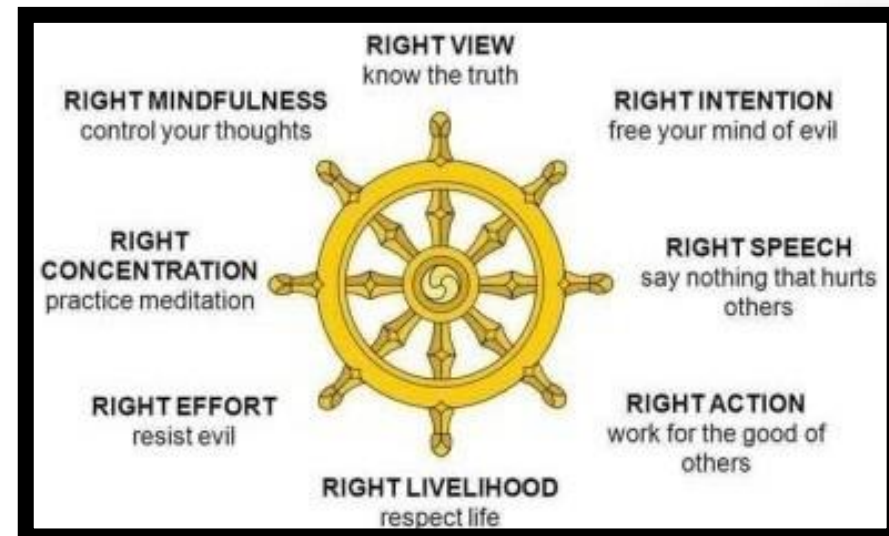 RIGHT VIEW
know the truth
RIGHT INTENTION
free your mind of evil
RIGHT SPEECH
say nothing that hurts
others
RIGHT ACTION
work for the good of
others
RIGHT LIVELIHOOD
respect life
RIGHT EFFORT
resist evil
RIGHT
CONCENTRATION
practice meditation
RIGHT MINDFULNESS
control your thoughts